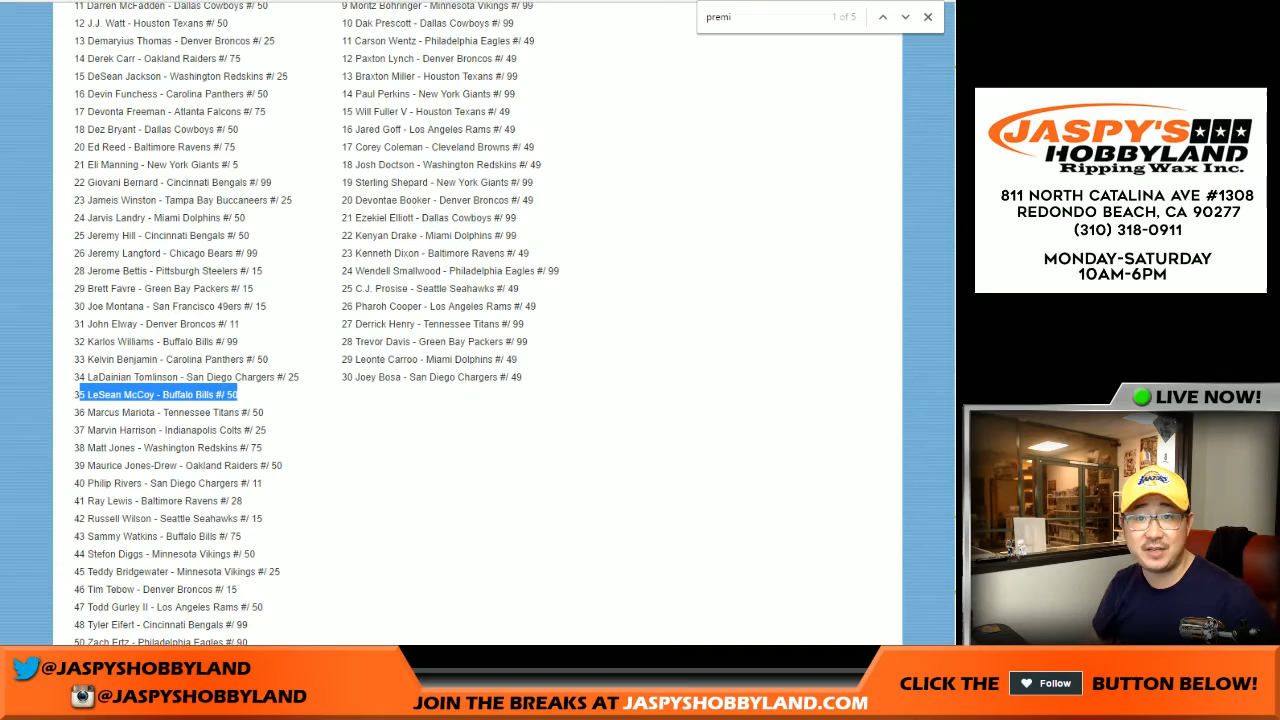 premi
1 of 5
11 Darren McFadden - Dallas Cowboys #/ 50
12 J.J. Watt - Houston Texans #/ 50
13 Demaryius Thomas - Denver Broncos #/ 25
14 Derek Carr - Oakland Raiders #/ 75
15 DeSean Jackson - Washington Redskins #/ 25
16 Devin Funchess - Carolina Panthers #/ 50
17 Devonta Freeman - Atlanta Falcons #/ 75
18 Dez Bryant - Dallas Cowboys #/ 50
20 Ed Reed - Baltimore Ravens #/ 75
21 Eli Manning - New York Giants #/ 5
22 Giovani Bernard - Cincinnati Bengals #/ 99
23 Jameis Winston - Tampa Bay Buccaneers #/ 25
24 Jarvis Landry - Miami Dolphins #/ 50
25 Jeremy Hill - Cincinnati Bengals #/ 50
26 Jeremy Langford - Chicago Bears #/ 99
28 Jerome Bettis - Pittsburgh Steelers #/ 15
29 Brett Favre - Green Bay Packers #/ 15
30 Joe Montana - San Francisco 49ers #/ 15
31 John Elway - Denver Broncos #/ 11
32 Karlos Williams - Buffalo Bills #/ 99
33 Kelvin Benjamin - Carolina Panthers #/ 50
34 LaDainian Tomlinson - San Diego Chargers #/ 25
35 LeSean McCoy - Buffalo Bills #/ 50
36 Marcus Mariota - Tennessee Titans #/ 50
37 Marvin Harrison - Indianapolis Colts #/ 25
38 Matt Jones - Washington Redskins #/ 75
39 Maurice Jones-Drew - Oakland Raiders #/ 50
40 Philip Rivers - San Diego Chargers #/ 11
41 Ray Lewis - Baltimore Ravens #/ 28
42 Russell Wilson - Seattle Seahawks #/ 15
43 Sammy Watkins - Buffalo Bills #/ 75
44 Stefon Diggs - Minnesota Vikings #/ 50
45 Teddy Bridgewater - Minnesota Vikings #/ 25
46 Tim Tebow - Denver Broncos #/ 15
47 Todd Gurley II - Los Angeles Rams #/ 50
48 Tyler Eifert - Cincinnati Bengals #/ 99
50 Zach Ertz - Philadelphia Eagles #/ 90
9 Moritz Bohringer - Minnesota Vikings #/ 99
10 Dak Prescott - Dallas Cowboys #/ 99
11 Carson Wentz - Philadelphia Eagles #/ 49
12 Paxton Lynch - Denver Broncos #/ 49
13 Braxton Miller - Houston Texans #/ 99
14 Paul Perkins - New York Giants #/ 99
15 Will Fuller V - Houston Texans #/ 49
16 Jared Goff - Los Angeles Rams #/ 49
17 Corey Coleman - Cleveland Browns #/ 49
18 Josh Doctson - Washington Redskins #/ 49
19 Sterling Shepard - New York Giants #/ 99
20 Devontae Booker - Denver Broncos #/ 49
21 Ezekiel Elliott - Dallas Cowboys #/ 99
22 Kenyan Drake - Miami Dolphins #/ 99
23 Kenneth Dixon - Baltimore Ravens #/ 49
24 Wendell Smallwood - Philadelphia Eagles #/ 99
25 C.J. Prosise - Seattle Seahawks #/ 49
26 Pharoh Cooper - Los Angeles Rams #/ 49
27 Derrick Henry - Tennessee Titans #/ 99
28 Trevor Davis - Green Bay Packers #/ 99
29 Leonte Carroo - Miami Dolphins #/ 49
30 Joey Bosa - San Diego Chargers #/ 49
JASPY'S
HOBBYLAND
Ripping Wax Inc.
811 NORTH CATALINA AVE #1308
REDONDO BEACH, CA 90277
(310) 318-0911
MONDAY-SATURDAY
10AM-6PM
LIVE NOW!
@JASPYSHOBBYLAND
@JASPYSHOBBYLAND
JOIN THE BREAKS AT JASPYSHOBBYLAND.COM
CLICK THE Follow BUTTON BELOW!